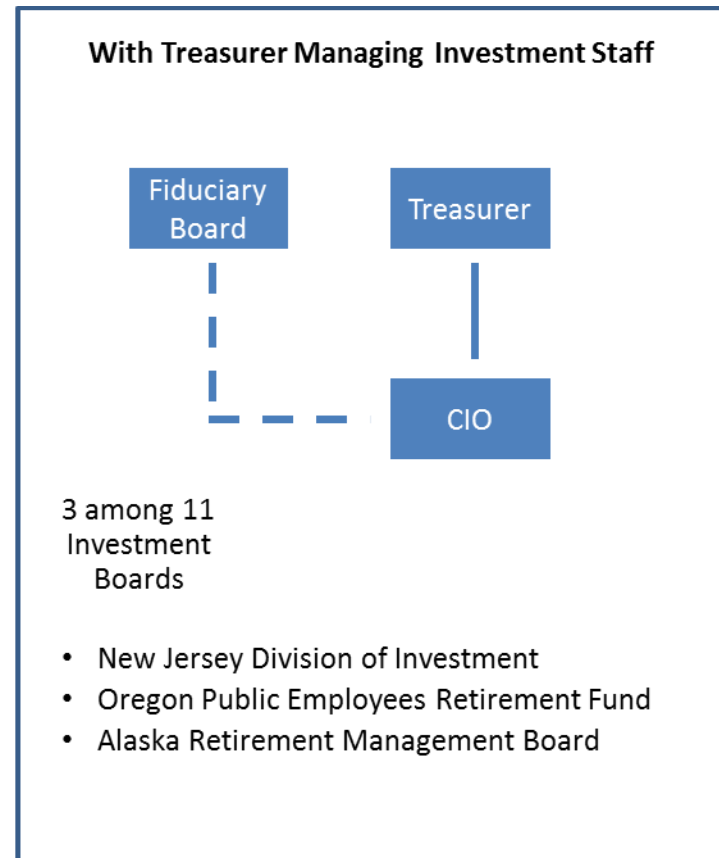 With Treasurer Managing Investment Staff
Fiduciary
Board
Treasurer
CIO
3 among 11
Investment
Boards
• New Jersey Division of Investment
• Oregon Public Employees Retirement Fund
• Alaska Retirement Management Board